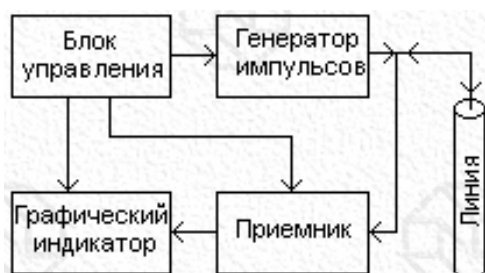 Блок
управления
Генератор
импульсов
Графический
индикатор
Приемник
Линия